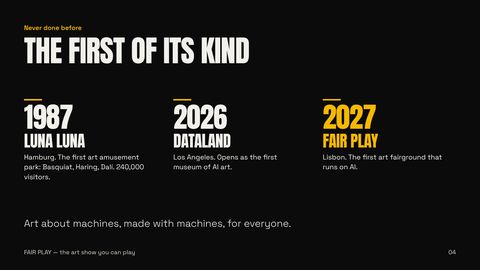 Never done before
THE FIRST OF ITS KIND
1987
LUNA LUNA
Hamburg. The first art amusement
park: Basquiat, Haring, Dalí. 240,000
visitors.
2026
DATALAND
Los Angeles. Opens as the first
museum of AI art.
2027
FAIR PLAY
Lisbon. The first art fairground that
runs on AI.
Art about machines, made with machines, for everyone.
FAIR PLAY — the art show you can play
04